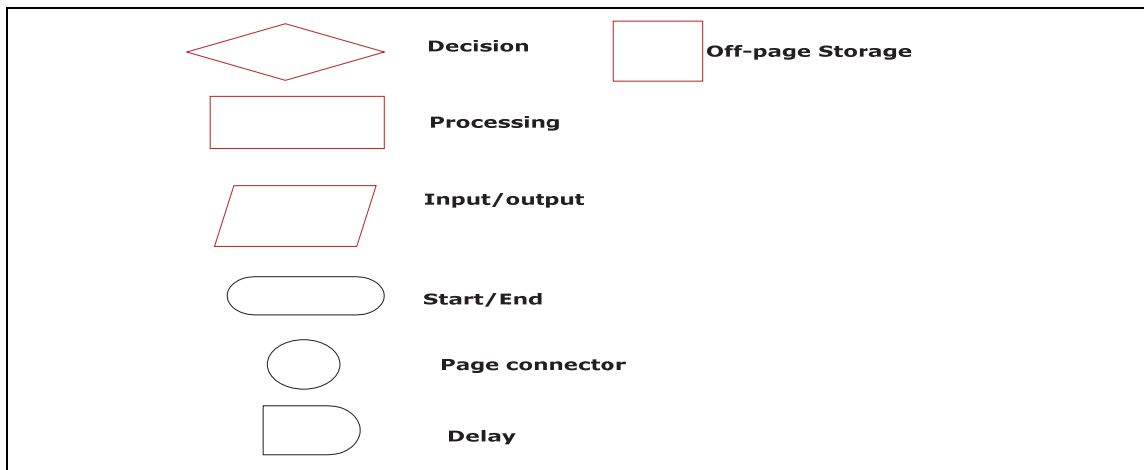 Decision
Off-page Storage
Processing
Input/output
Start/End
Page connector
Delay